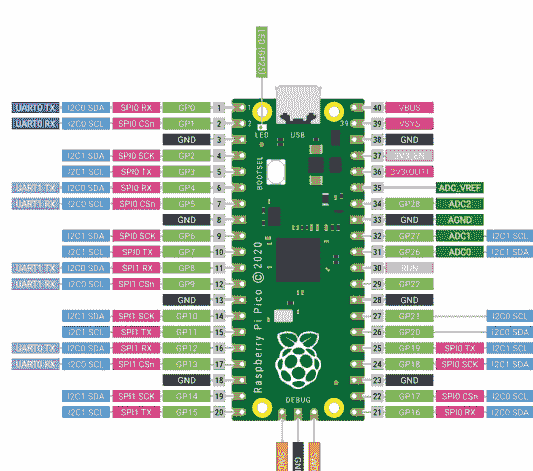 LED (GP25)
UART0 TX I2C0 SDA SPI0 RX GP0 1 1 40 VBUS
UART0 RX I2C0 SCL SPI0 CSn GP1 2 2 39 39 VSYS
GND 3 LED USB 38 GND
I2C1 SDA SPI0 SCK GP2 4 37 3V3_EN
I2C1 SCL SPI0 TX GP3 5 36 3V3(OUT)
UART1 TX I2C0 SDA SPI0 RX GP4 6 BOOTSEL 35 ADC_VREF
UART1 RX I2C0 SCL SPI0 CSn GP5 7 34 GP28 ADC2
GND 8 33 AGND
I2C1 SDA SPI0 SCK GP6 9 32 GP27 ADC1 I2C1 SCL
I2C1 SCL SPI0 TX GP7 10 31 GP26 ADC0 I2C1 SDA
UART1 TX I2C0 SDA SPI1 RX GP8 11 30 RUN
UART1 RX I2C0 SCL SPI1 CSn GP9 12 29 GP22
GND 13 28 GND
I2C1 SDA SPI1 SCK GP10 14 27 GP21 I2C0 SCL
I2C1 SCL SPI1 TX GP11 15 26 GP20 I2C0 SDA
UART0 TX I2C0 SDA SPI1 RX GP12 16 25 GP19 SPI0 TX I2C1 SCL
UART0 RX I2C0 SCL SPI1 CSn GP13 17 24 GP18 SPI0 SCK I2C1 SDA
GND 18 23 GND
I2C1 SDA SPI1 SCK GP14 19 22 GP17 SPI0 CSn I2C0 SCL
I2C1 SCL SPI1 TX GP15 20 21 GP16 SPI0 RX I2C0 SDA
Raspberry Pi Pico © 2020
DEBUG